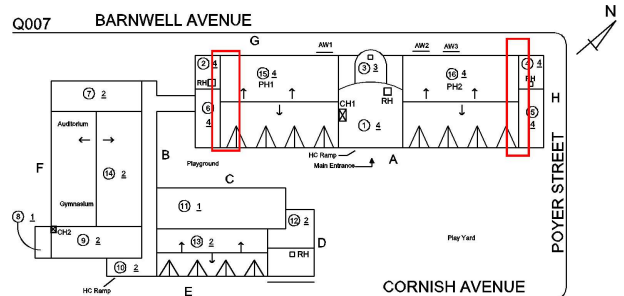 Q007 BARNWELL AVENUE
N
G
AW1 AW2 AW3
2 4
RH
15 4
PH1
3 3
RH
16 4
PH2
4 4
RH
H
6
4
CH1
1 4
5
4
7 2
Auditorium
B
F
14 2
Gymnasium
Playground
HC Ramp
Main Entrance
A
C
POYER STREET
11 1
12 2
8 1
CH2
9 2
13 2
D
RH
Play Yard
10 2
HC Ramp
E
CORNISH AVENUE